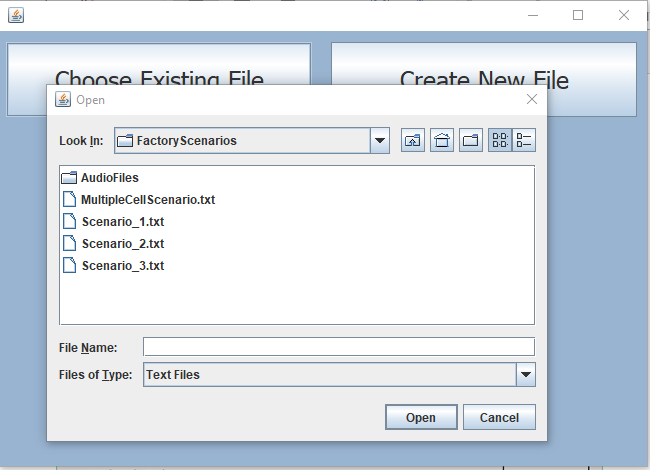 Choose Existing File
Create New File
Open
Look In: FactoryScenarios
AudioFiles
MultipleCellScenario.txt
Scenario_1.txt
Scenario_2.txt
Scenario_3.txt
File Name:
Files of Type: Text Files
Open
Cancel